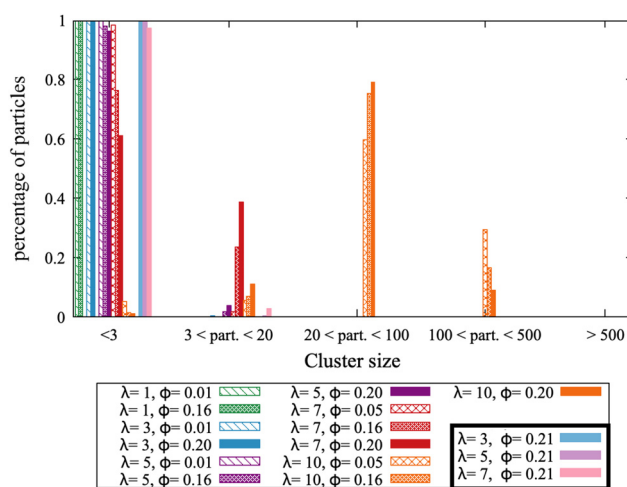 1
0.8
0.6
0.4
0.2
0
percentage of particles
<3 3 < part. < 20 20 < part. < 100 100 < part. < 500 > 500
Cluster size
λ= 1, ϕ= 0.01 λ= 5, ϕ= 0.20 λ= 10, ϕ= 0.20
λ= 1, ϕ= 0.16 λ= 7, ϕ= 0.05
λ= 3, ϕ= 0.01 λ= 7, ϕ= 0.16 λ= 3, ϕ= 0.21
λ= 3, ϕ= 0.20 λ= 7, ϕ= 0.20 λ= 5, ϕ= 0.21
λ= 5, ϕ= 0.01 λ= 10, ϕ= 0.05 λ= 7, ϕ= 0.21
λ= 5, ϕ= 0.16 λ= 10, ϕ= 0.16